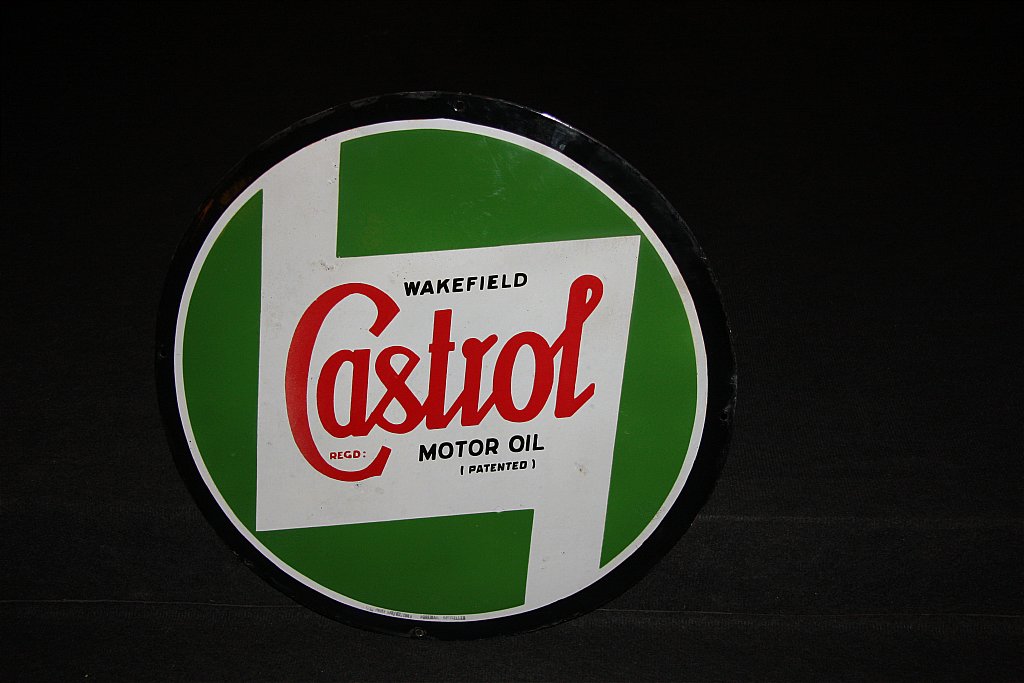 WAKEFIELD
Castrol
REGD:
MOTOR OIL
( PATENTED )